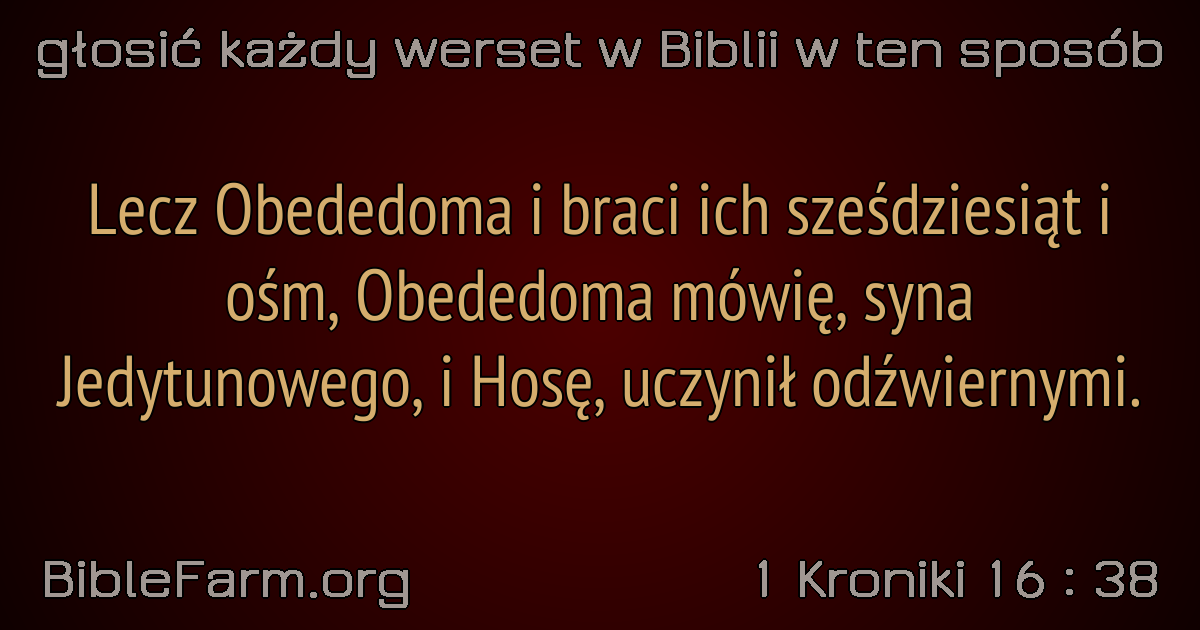 głosić każdy werset w Biblii w ten sposób
Lecz Obededoma i braci ich sześdziesiąt i
ośm, Obededoma mówię, syna
Jedytunowego, i Hosę, uczynił odźwiernymi.
BibleFarm.org
1 Kroniki 16 : 38